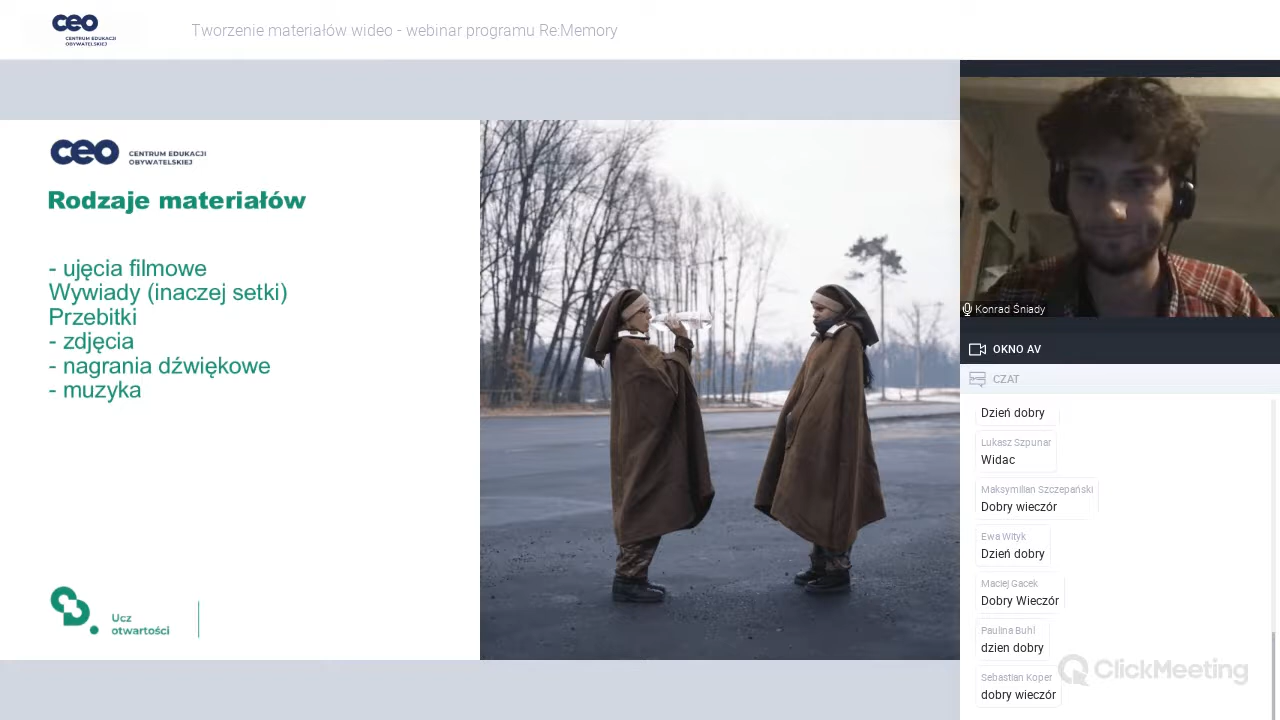 ceo
CENTRUM EDUKACJI
OBYWATELSKIEJ
Tworzenie materiałów wideo - webinar programu Re:Memory
ceo
CENTRUM EDUKACJI
OBYWATELSKIEJ
Rodzaje materiałów
- ujęcia filmowe
Wywiady (inaczej setki)
Przebitki
- zdjęcia
- nagrania dźwiękowe
- muzyka
Ucz
otwartości
Konrad Śniady
OKNO AV
CZAT
Dzień dobry
Lukasz Szpunar
Widac
Maksymilian Szczepański
Dobry wieczór
Ewa Wityk
Dzień dobry
Maciej Gacek
Dobry Wieczór
Paulina Buhl
dzien dobry
Sebastian Koper
dobry wieczór
ClickMeeting